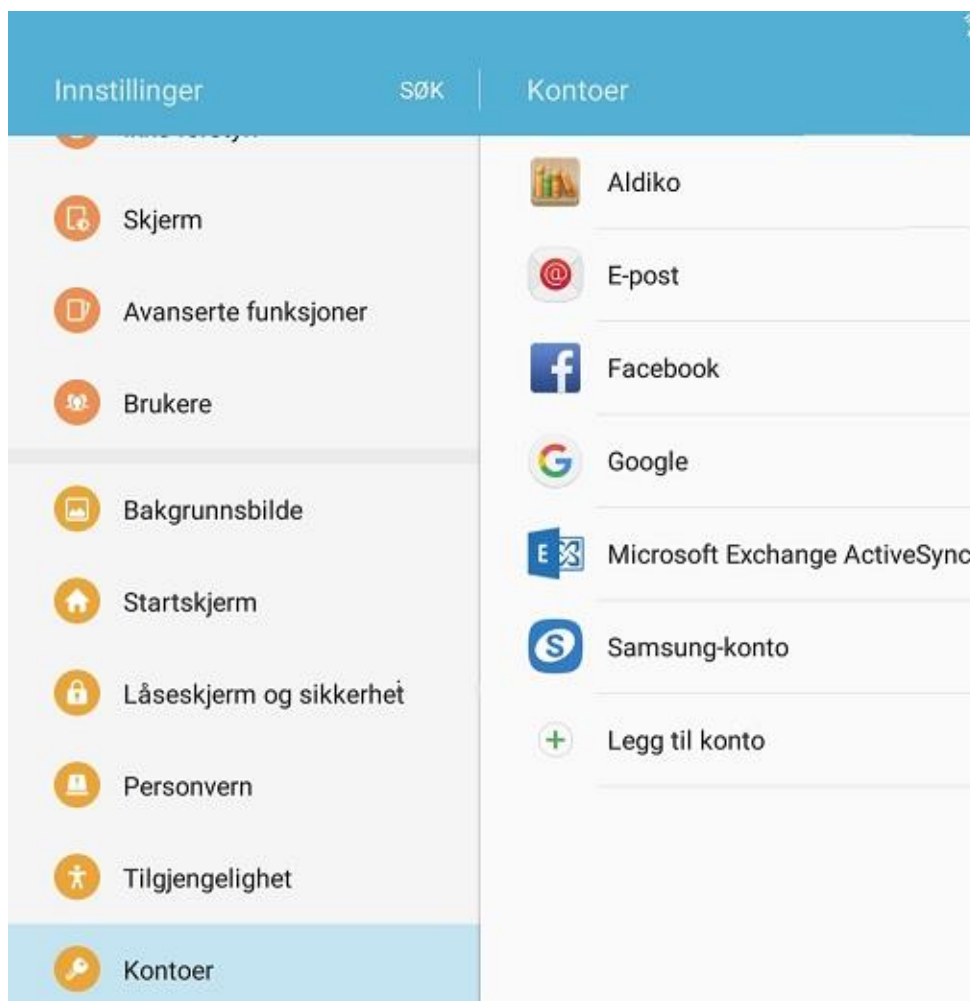 Innstillinger
SØK
Kontoer
Skjerm
Avanserte funksjoner
Brukere
Bakgrunnsbilde
Startskjerm
Låseskjerm og sikkerhet
Personvern
Tilgjengelighet
Kontoer
Aldiko
E-post
Facebook
Google
Microsoft Exchange ActiveSync
Samsung-konto
Legg til konto